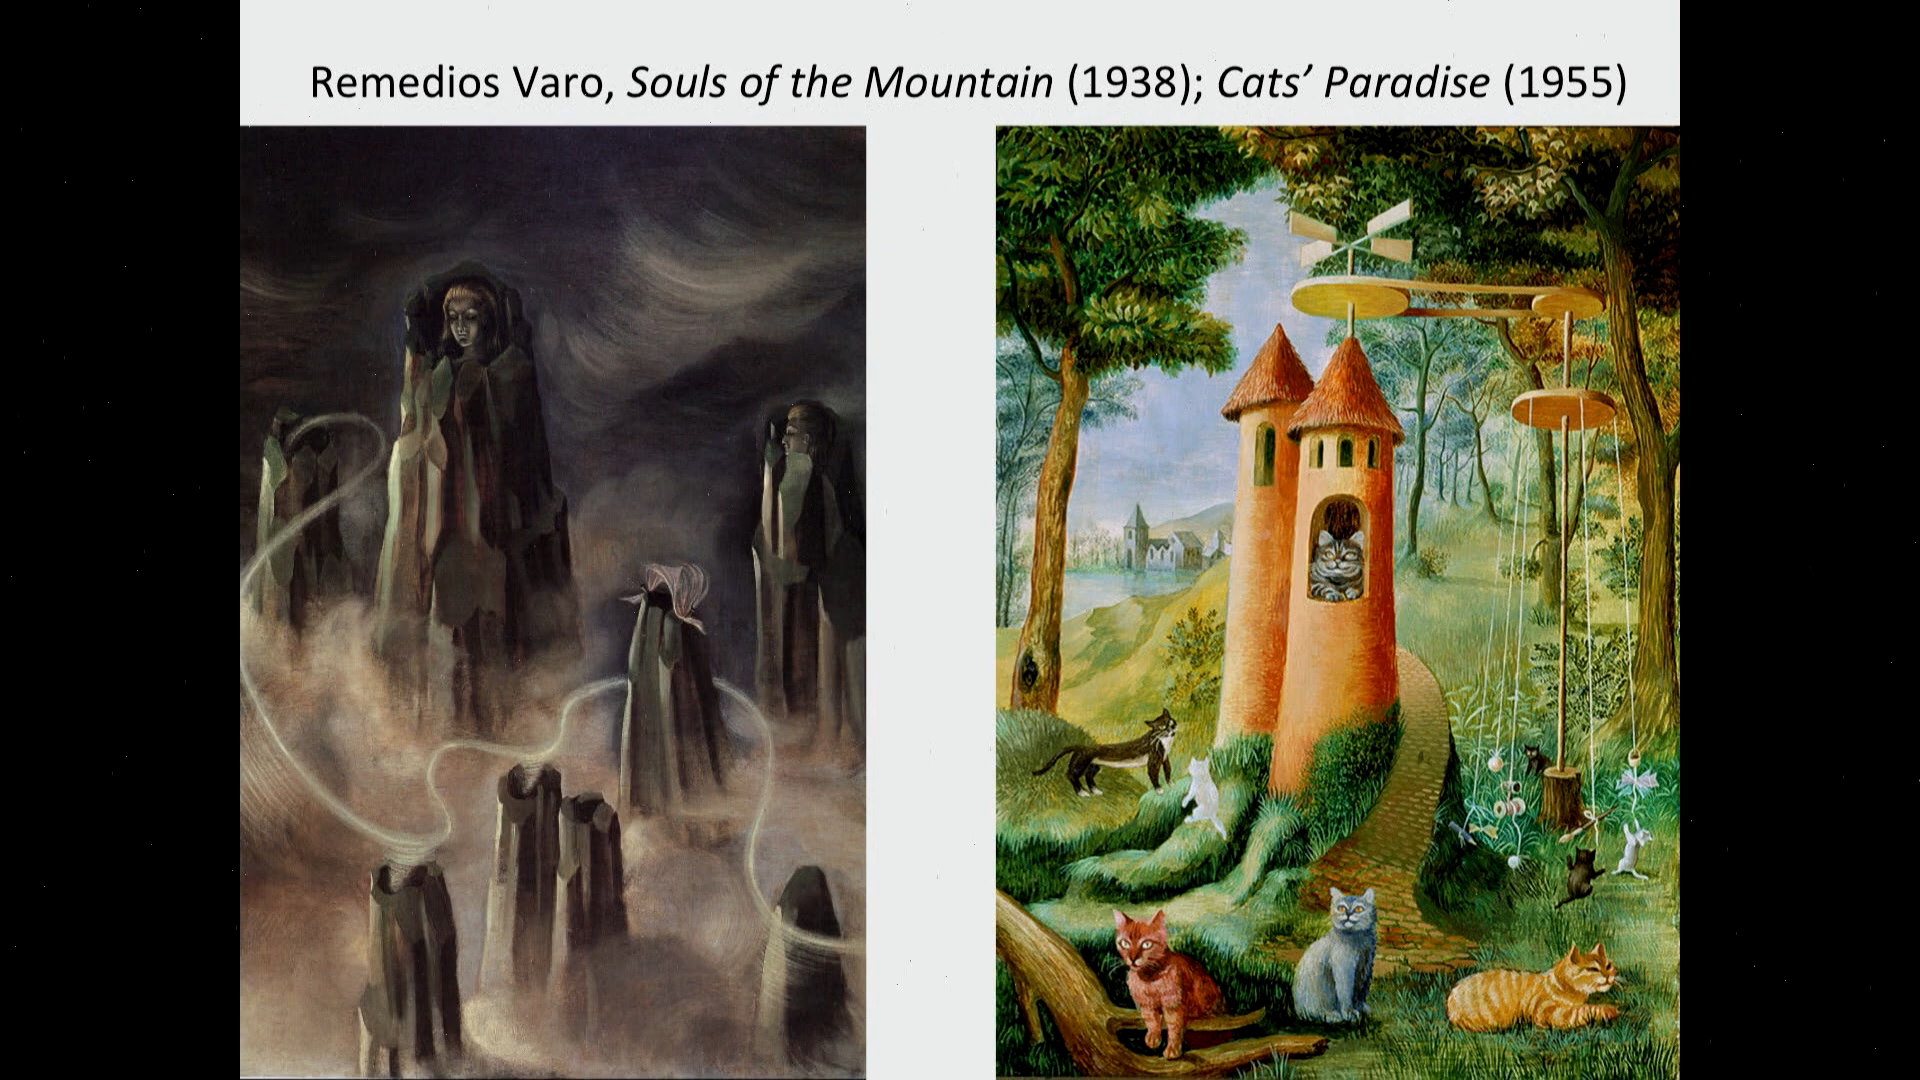 Remedios Varo, Souls of the Mountain (1938); Cats’ Paradise (1955)